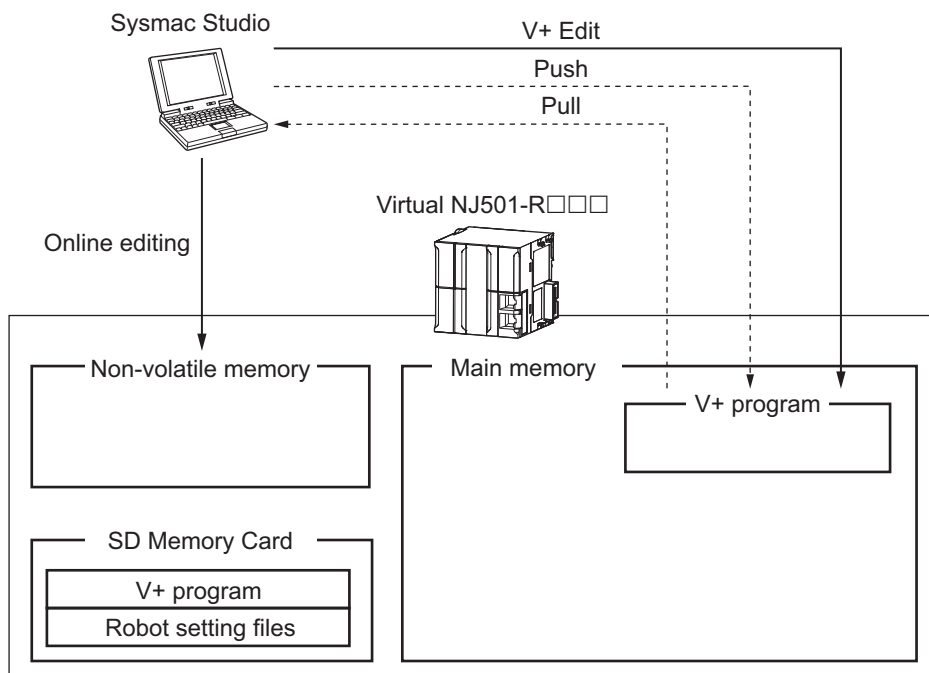 Sysmac Studio
V+ Edit
Push
Pull
Virtual NJ501-R□□□
Online editing
Non-volatile memory
Main memory
V+ program
SD Memory Card
V+ program
Robot setting files